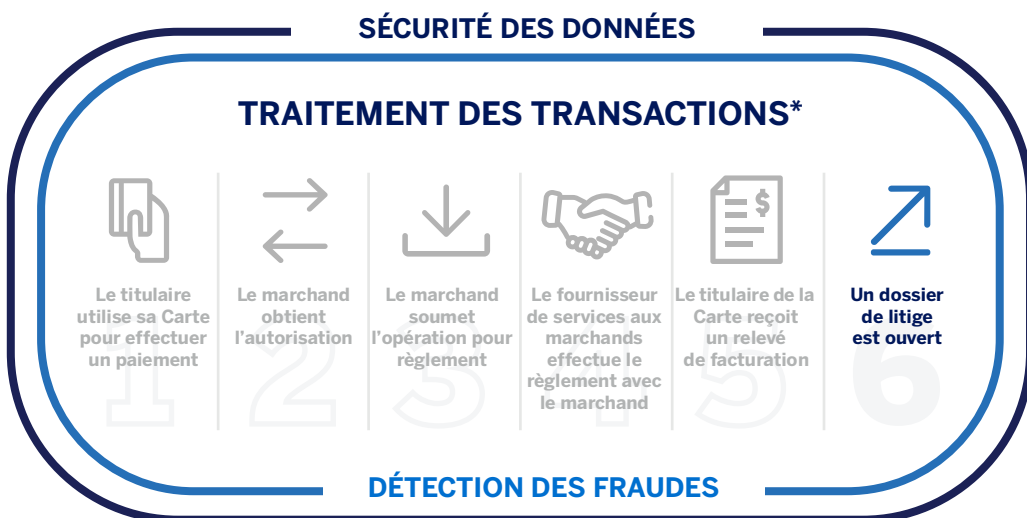 SÉCURITÉ DES DONNÉES
TRAITEMENT DES TRANSACTIONS*
$
Le titulaire
utilise sa Carte
pour effectuer
un paiement
1
Le marchand
obtient
l'autorisation
2
Le marchand
soumet
l'opération pour
règlement
3
Le fournisseur
de services aux
marchands
effectue le
règlement avec
le marchand
4
Le titulaire de la
Carte reçoit
un relevé
de facturation
5
Un dossier
de litige
est ouvert
6
DÉTECTION DES FRAUDES